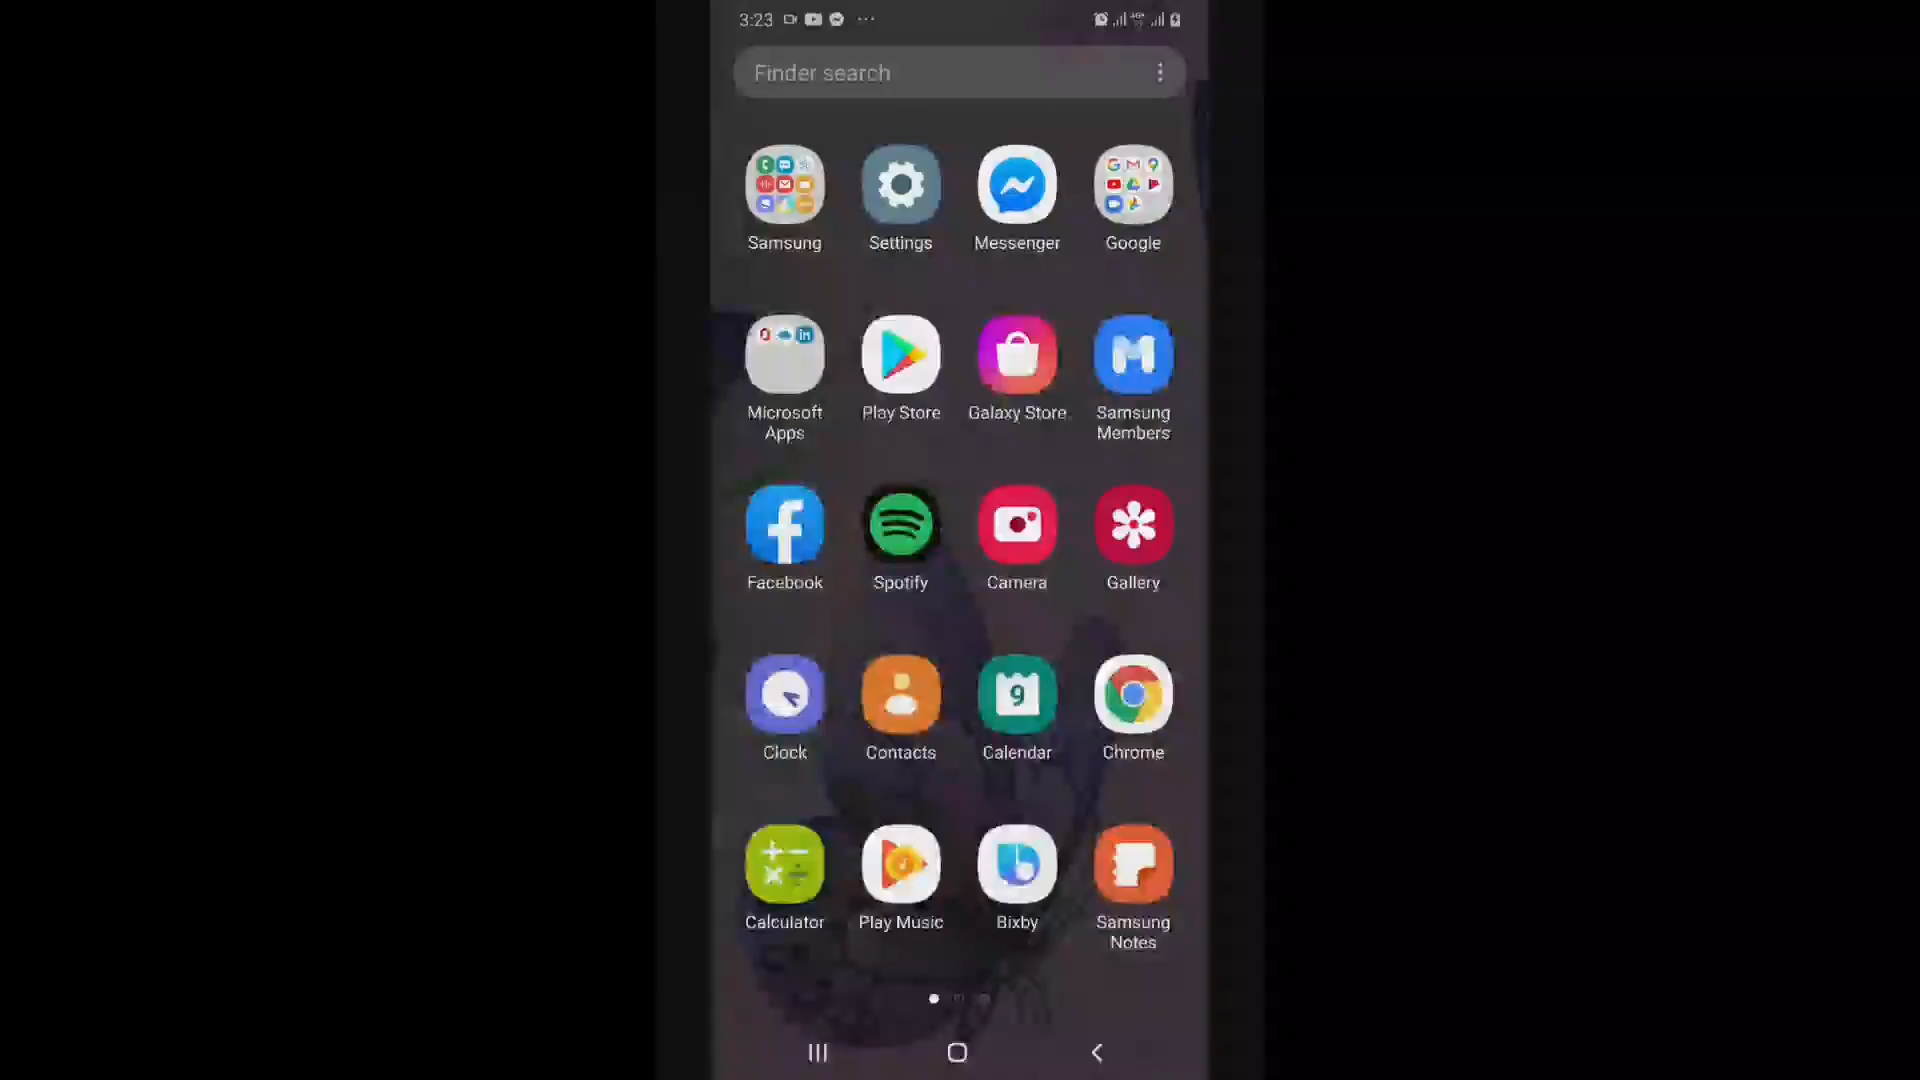 3:23
Finder search
Samsung
Settings
Messenger
Google
Microsoft
Apps
Play Store
Galaxy Store
Samsung
Members
Facebook
Spotify
Camera
Gallery
9
Clock
Contacts
Calendar
Chrome
Calculator
Play Music
Bixby
Samsung
Notes